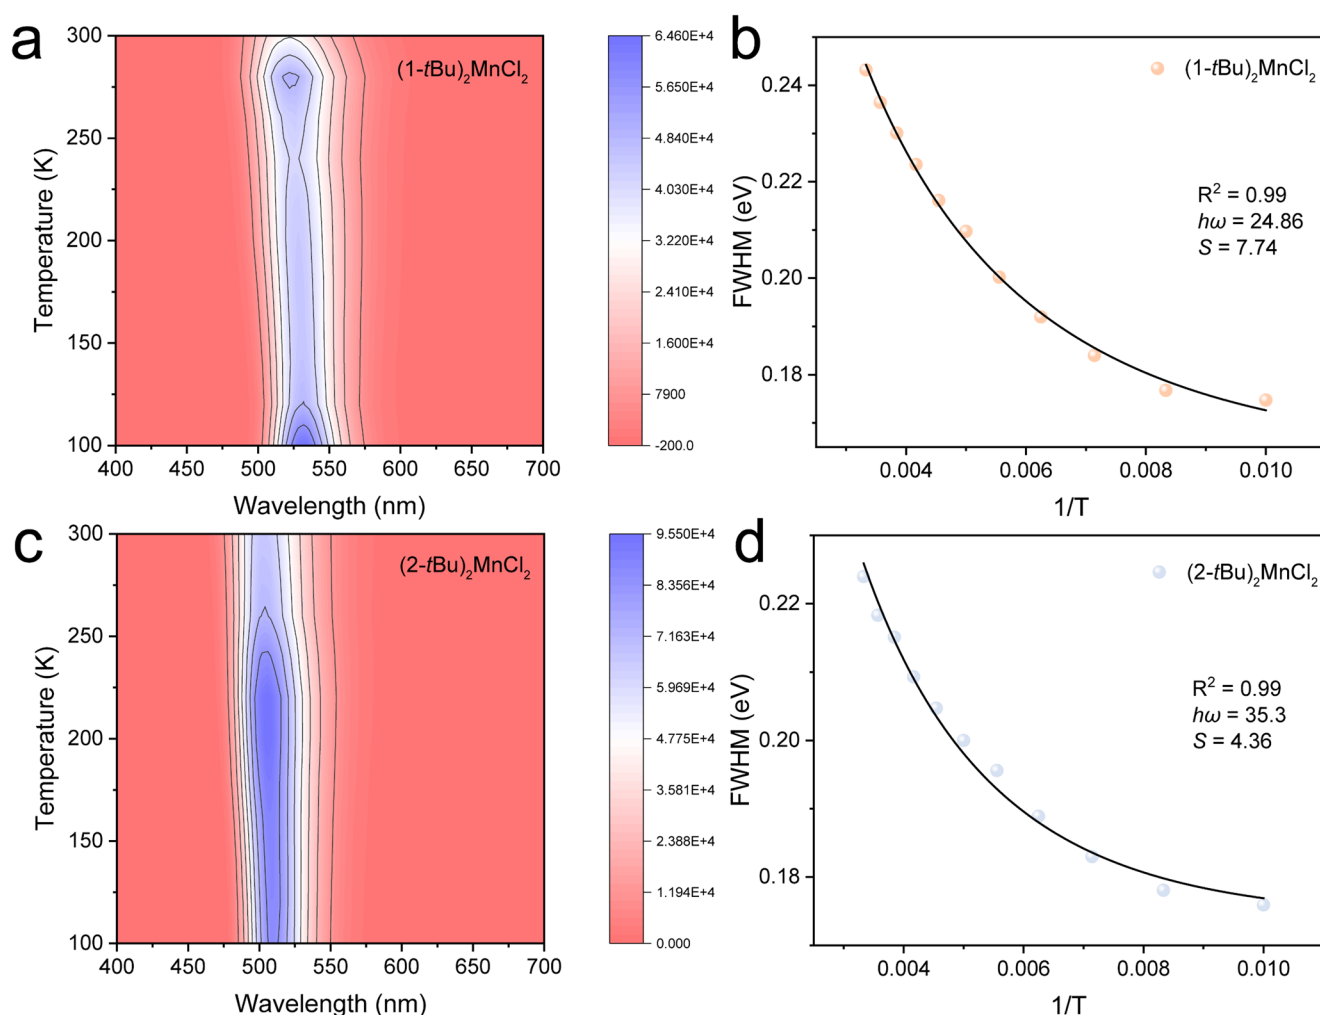 a
300
250
200
150
100
Temperature (K)
(1-tBu)₂MnCl₂
400 450 500 550 600 650 700
Wavelength (nm)
6.460E+4
5.650E+4
4.840E+4
4.030E+4
3.220E+4
2.410E+4
1.600E+4
7900
-200.0
b
0.24
0.22
0.20
0.18
FWHM (eV)
(1-tBu)₂MnCl₂
R² = 0.99
hω = 24.86
S = 7.74
0.004 0.006 0.008 0.010
1/T
c
300
250
200
150
100
Temperature (K)
(2-tBu)₂MnCl₂
400 450 500 550 600 650 700
Wavelength (nm)
9.550E+4
8.356E+4
7.163E+4
5.969E+4
4.775E+4
3.581E+4
2.388E+4
1.194E+4
0.000
d
0.22
0.20
0.18
FWHM (eV)
(2-tBu)₂MnCl₂
R² = 0.99
hω = 35.3
S = 4.36
0.004 0.006 0.008 0.010
1/T